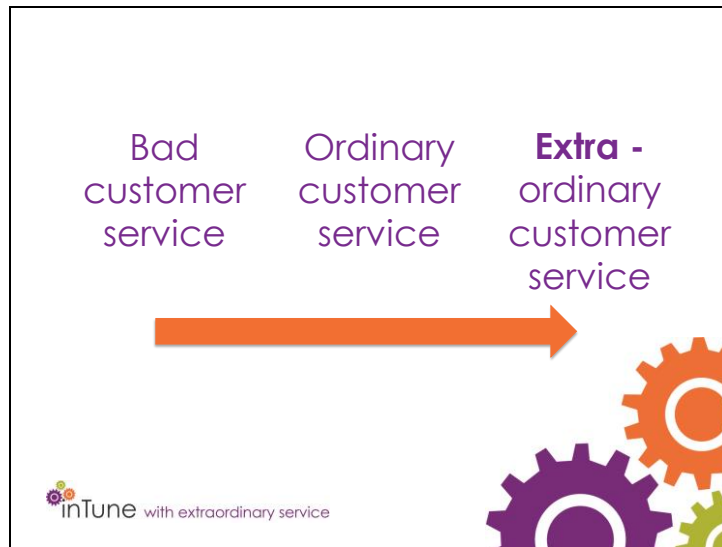 Bad
customer
service
Ordinary
customer
service
Extra -
ordinary
customer
service
inTune with extraordinary service